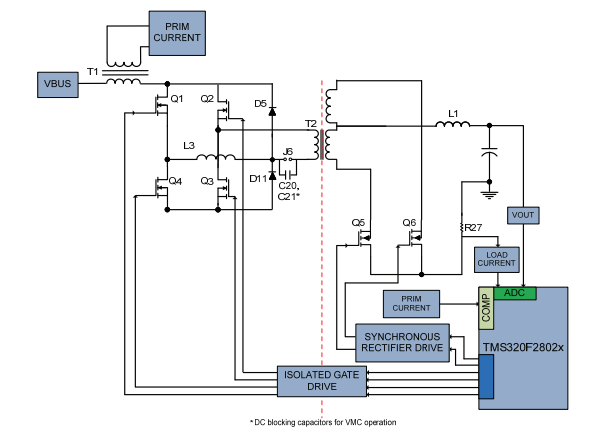 PRIM
CURRENT
VBUS
T1
Q1
Q2
D5
T2
L1
L3
J6
Q4
Q3
D11
C20,
C21*
Q5
Q6
R27
VOUT
LOAD
CURRENT
PRIM
CURRENT
COMP
ADC
TMS320F2802x
SYNCHRONOUS
RECTIFIER DRIVE
ISOLATED GATE
DRIVE
* DC blocking capacitors for VMC operation